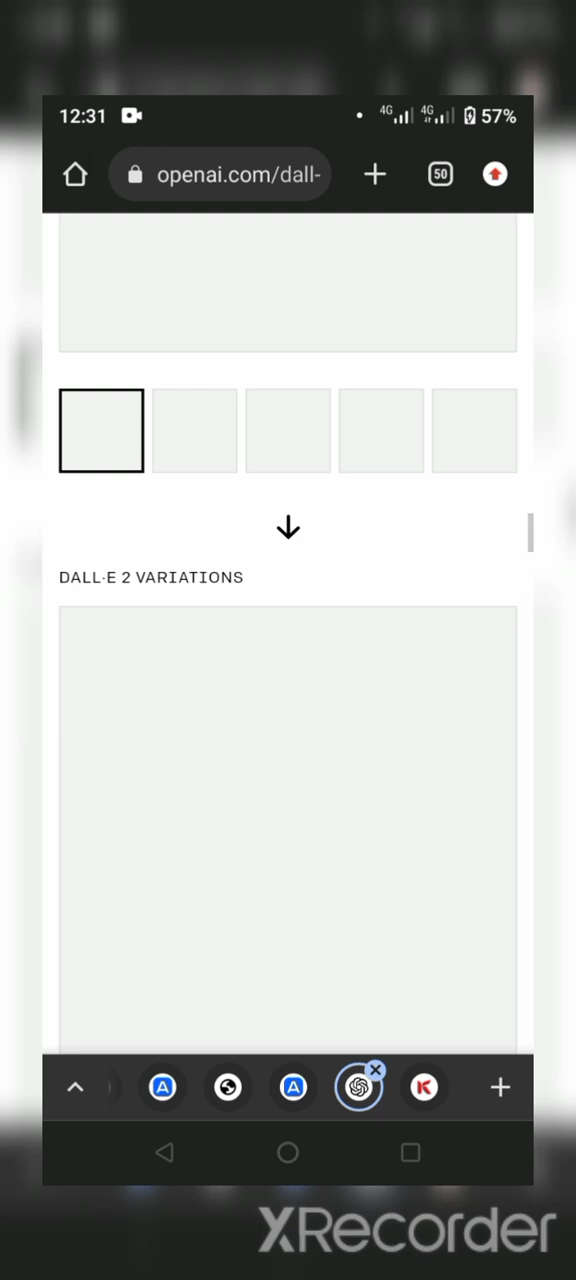 12:31
4G 4G 57%
openai.com/dall-
50
DALL·E 2 VARIATIONS
XRecorder